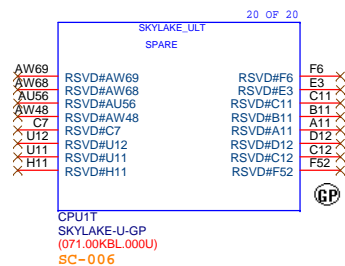 20 OF 20
SKYLAKE_ULT
SPARE
AW69 RSVD#AW69 RSVD#F6 F6
AW68 RSVD#AW68 RSVD#E3 E3
AU56 RSVD#AU56 RSVD#C11 C11
AW48 RSVD#AW48 RSVD#B11 B11
C7 RSVD#C7 RSVD#A11 A11
U12 RSVD#U12 RSVD#D12 D12
U11 RSVD#U11 RSVD#C12 C12
H11 RSVD#H11 RSVD#F52 F52
GP
CPU1T
SKYLAKE-U-GP
(071.00KBL.000U)
SC-006